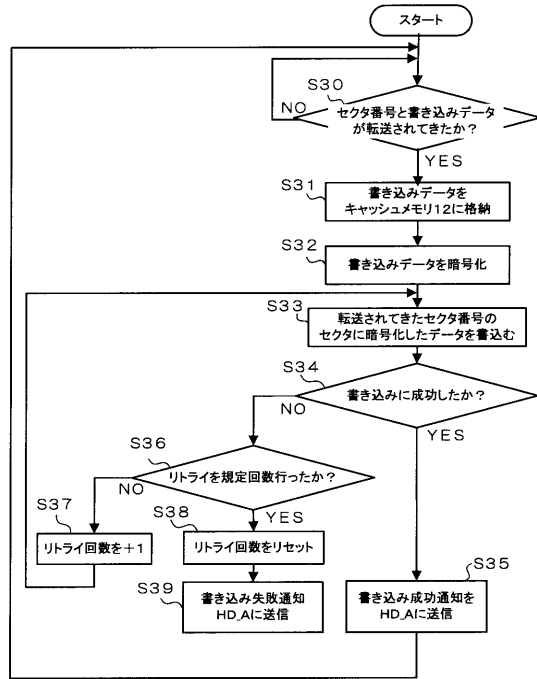 スタート
S30
セクタ番号と書き込みデータ
が転送されてきたか？
NO
YES
S31
書き込みデータを
キャッシュメモリ12に格納
S32
書き込みデータを暗号化
S33
転送されてきたセクタ番号の
セクタに暗号化したデータを書込む
S34
書き込みに成功したか？
NO
YES
S36
リトライを規定回数行ったか？
NO
YES
S37
リトライ回数を＋1
S38
リトライ回数をリセット
S39
書き込み失敗通知
HD_Aに送信
S35
書き込み成功通知を
HD_Aに送信